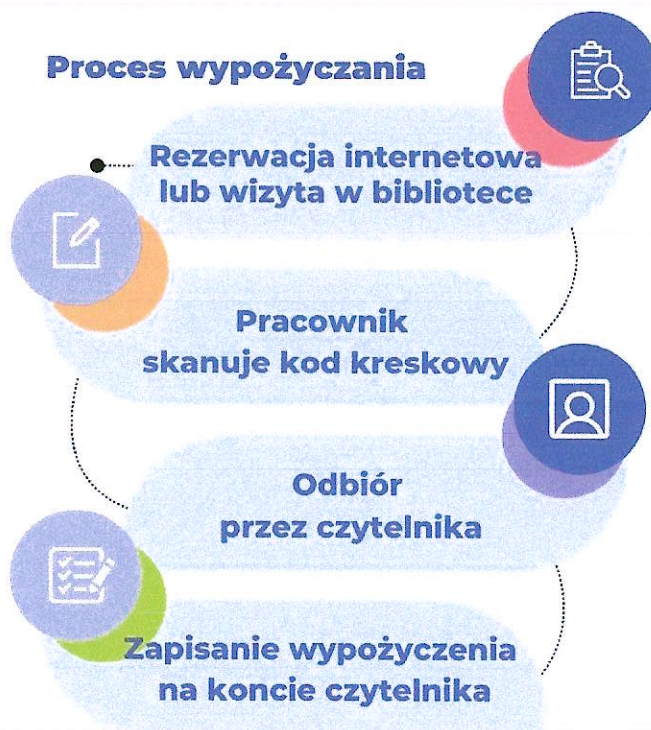 Proces wypożyczania
Rezerwacja internetowa
lub wizyta w bibliotece
Pracownik
skanuje kod kreskowy
Odbiór
przez czytelnika
Zapisanie wypożyczenia
na koncie czytelnika